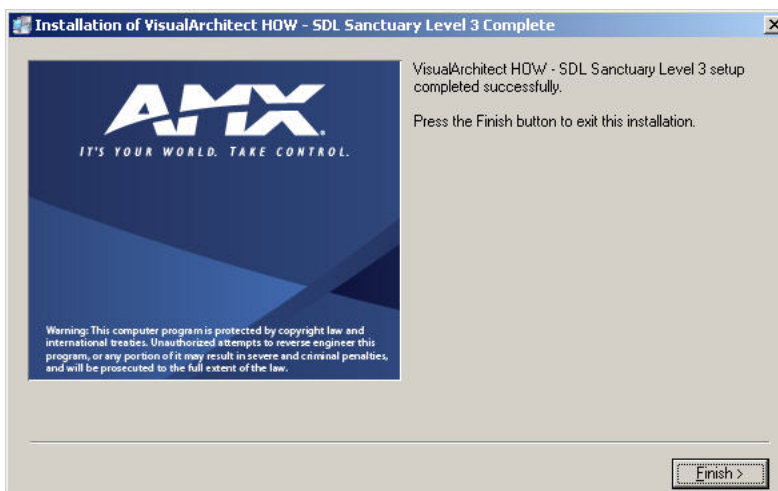 Installation of VisualArchitect HOW - SDL Sanctuary Level 3 Complete
AMX
IT'S YOUR WORLD. TAKE CONTROL.
Warning: This computer program is protected by copyright law and
international treaties. Unauthorized attempts to reverse engineer this
program, or any portion of it may result in severe and criminal penalties,
and will be prosecuted to the full extent of the law.
VisualArchitect HOW - SDL Sanctuary Level 3 setup
completed successfully.
Press the Finish button to exit this installation.
Finish >